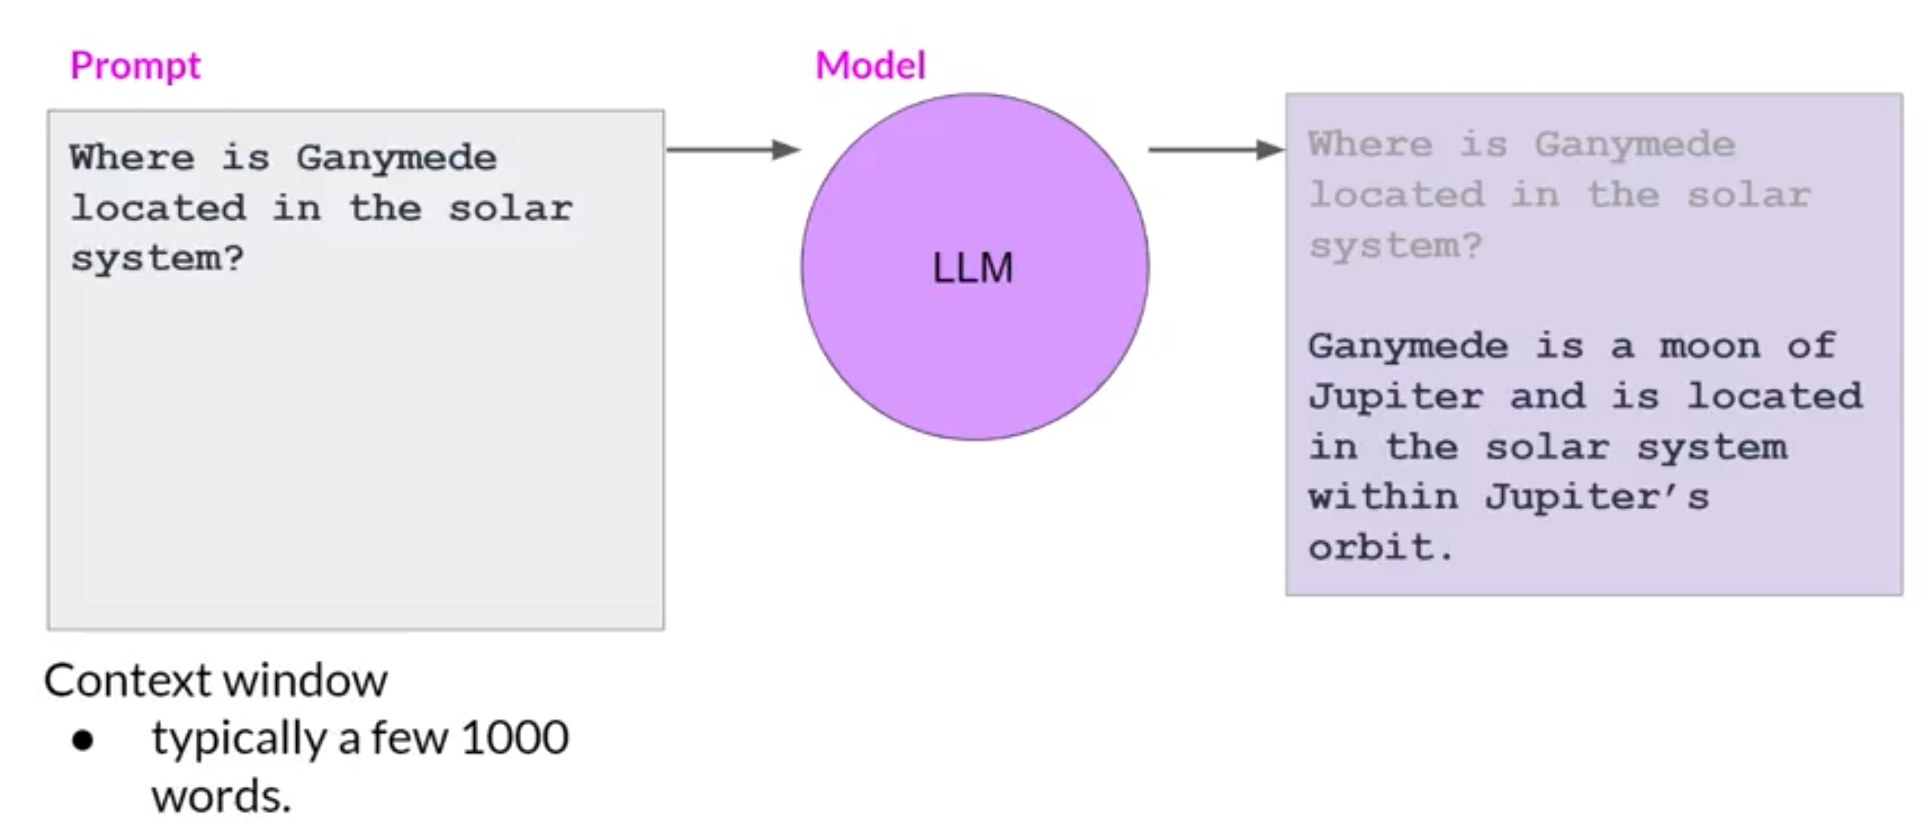 Prompt
Where is Ganymede
located in the solar
system?
Context window
● typically a few 1000
words.
Model
LLM
Where is Ganymede
located in the solar
system?
Ganymede is a moon of
Jupiter and is located
in the solar system
within Jupiter’s
orbit.